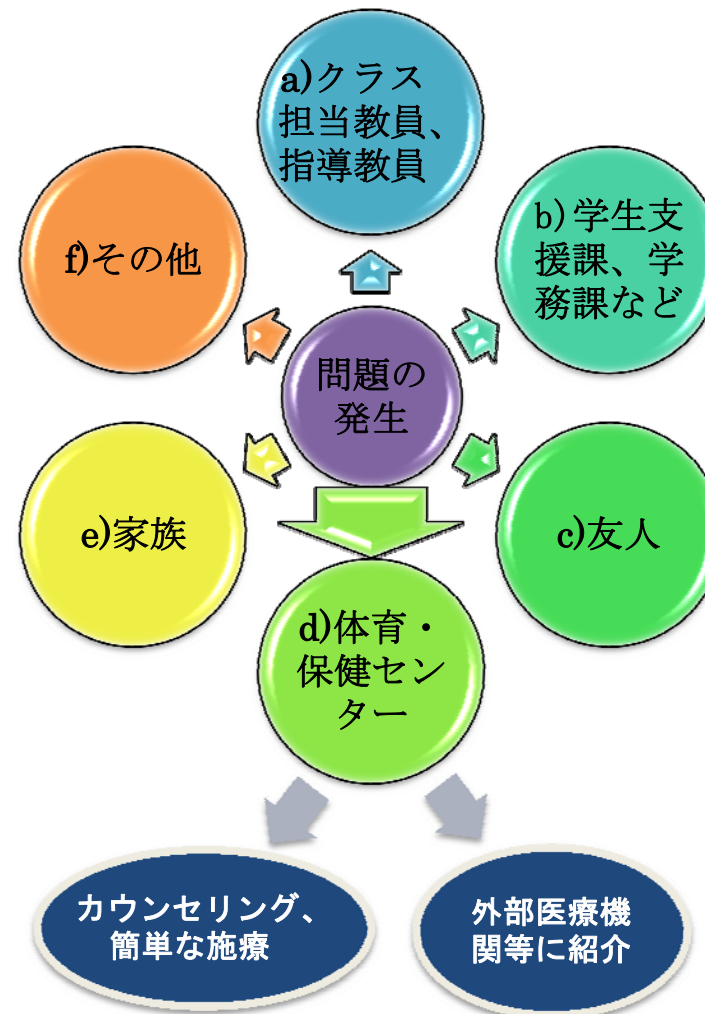 a)クラス
担当教員、
指導教員
b)学生支
援課、学
務課など
f)その他
問題の
発生
e)家族
c)友人
d)体育・
保健セン
ター
カウンセリング、
簡単な施療
外部医療機
関等に紹介